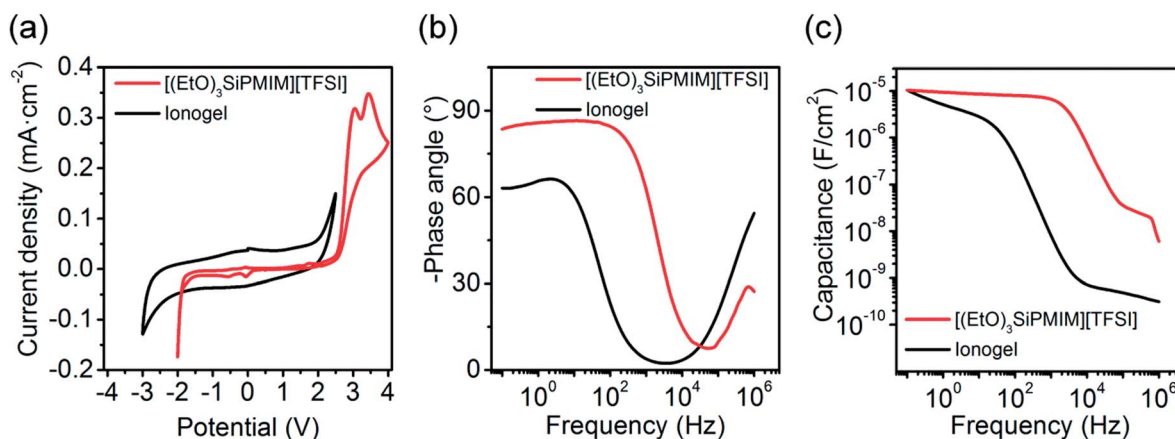 (a)
0.4
0.3
0.2
0.1
0.0
-0.1
-0.2
Current density (mA·cm⁻²)
[(EtO)₃SiPMIM][TFSI]
Ionogel
-4 -3 -2 -1 0 1 2 3 4
Potential (V)
(b)
90
60
30
0
-Phase angle (°)
[(EtO)₃SiPMIM][TFSI]
Ionogel
10⁰ 10² 10⁴ 10⁶
Frequency (Hz)
(c)
10⁻⁵
10⁻⁶
10⁻⁷
10⁻⁸
10⁻⁹
10⁻¹⁰
Capacitance (F/cm²)
[(EtO)₃SiPMIM][TFSI]
Ionogel
10⁰ 10² 10⁴ 10⁶
Frequency (Hz)